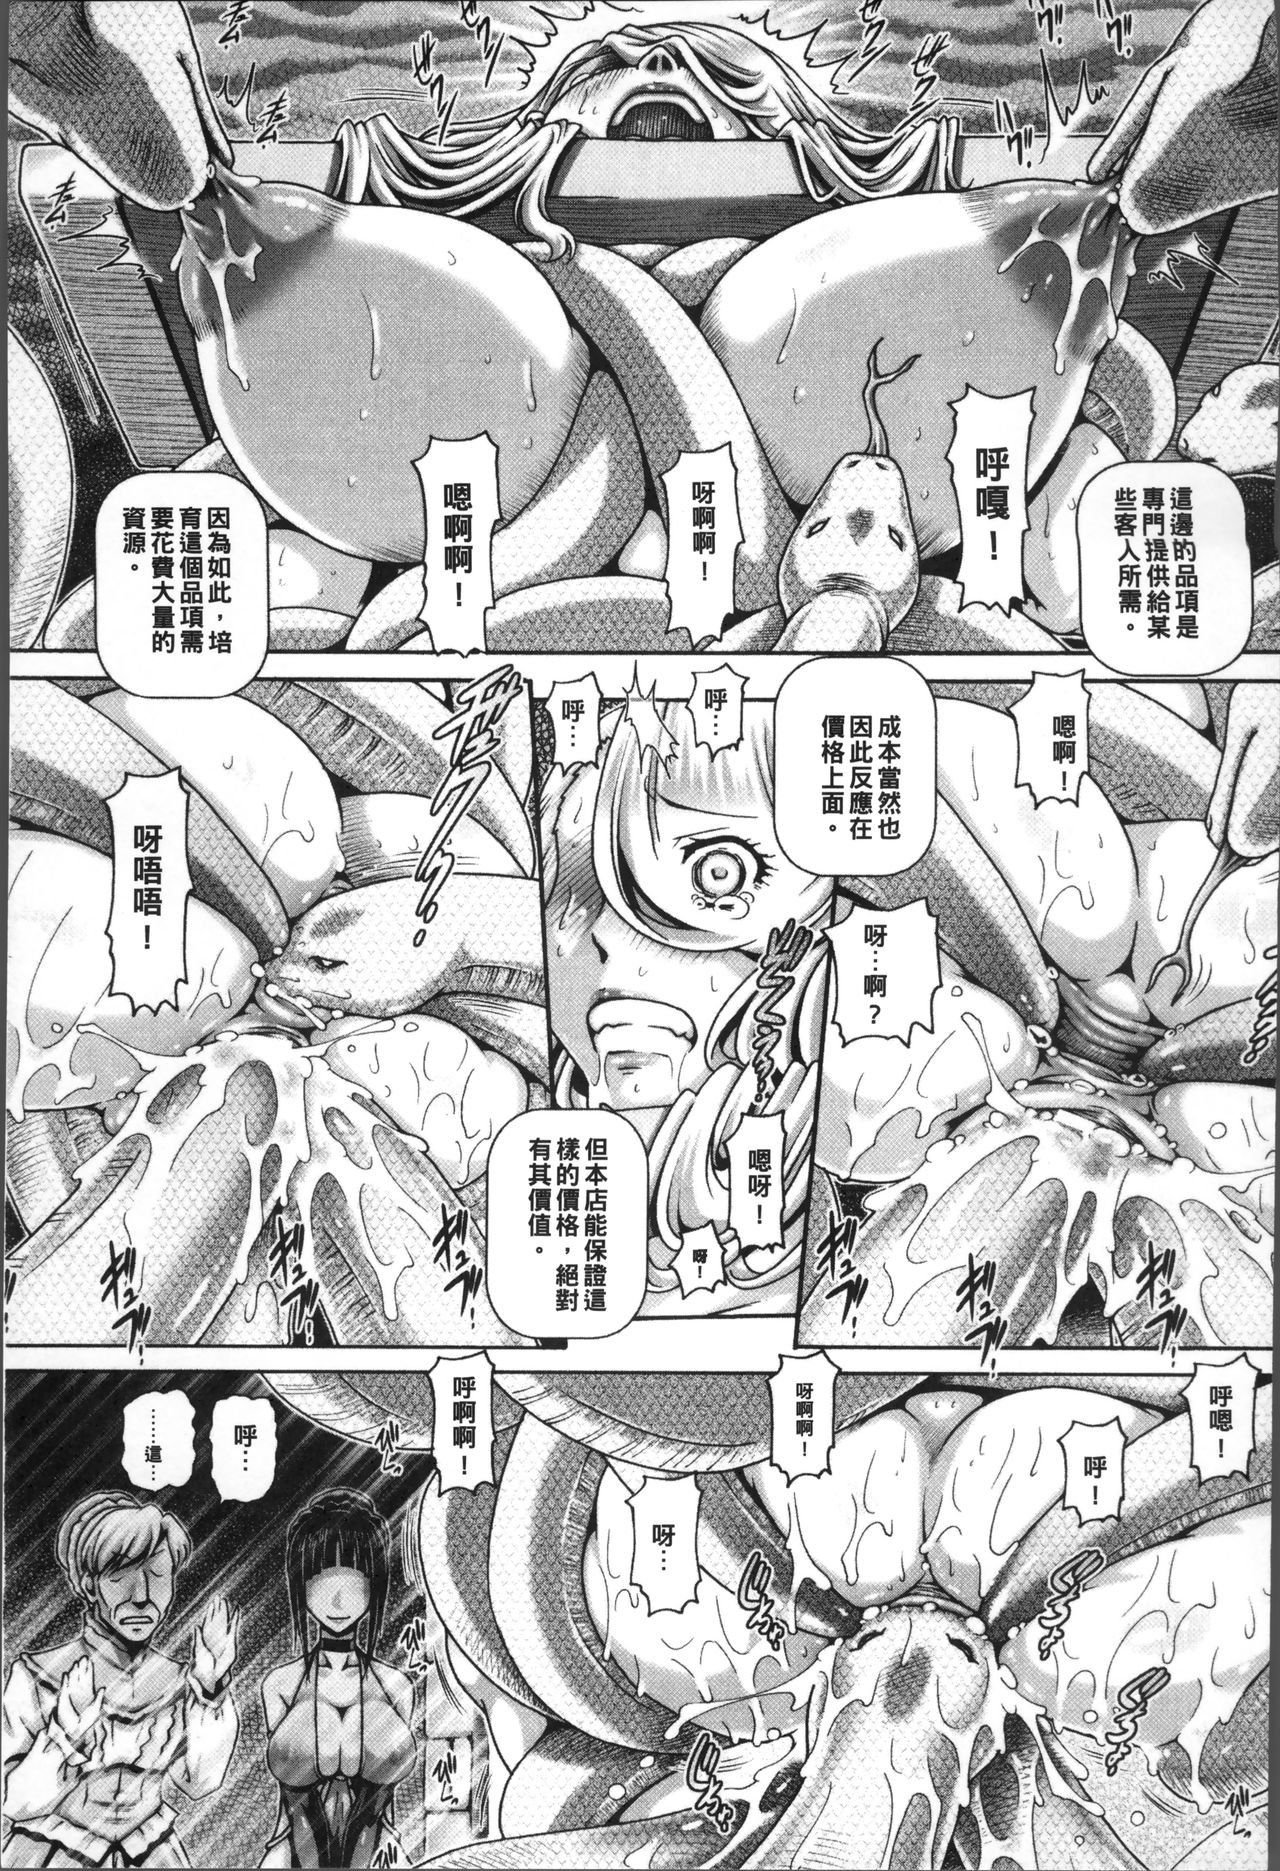 這邊的品項是
專門提供給某
些客人所需。
呼嘎！
呀啊啊！
嗯啊啊！
因為如此，培
育這個品項需
要花費大量的
資源。
嗯啊！
呀…啊？
成本當然也
因此反應在
價格上面。
呼…
呼…
嗯呀！
呀！
但本店能保證這
樣的價格，絕對
有其價值。
呀唔唔！
呼嗯！
呼！
呀啊啊！
呀…
呼啊啊！
呼…
………這…